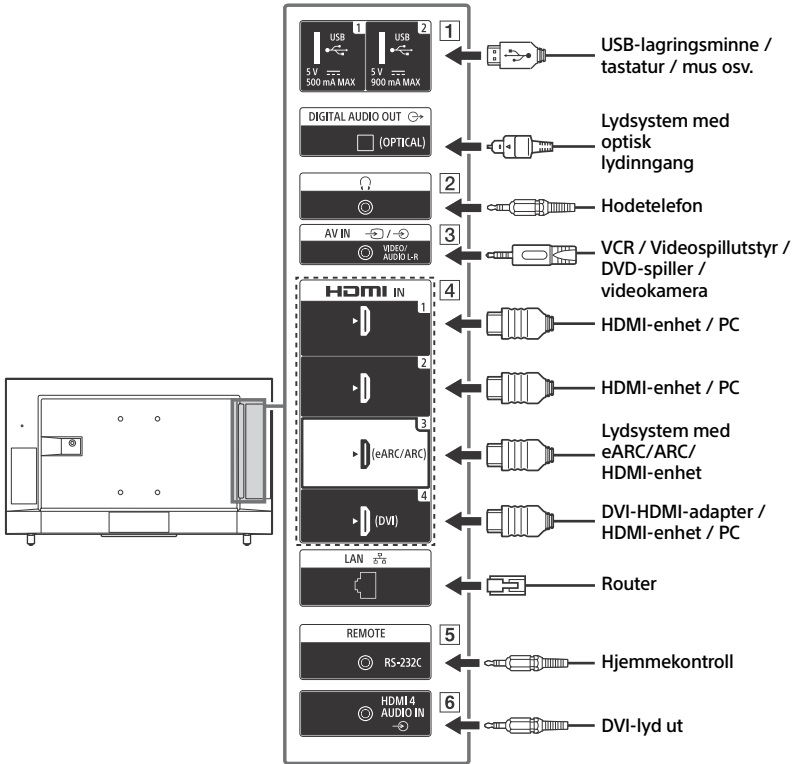 1
USB
5 V
500 mA MAX
2
USB
5 V
900 mA MAX
1
USB-lagringsminne /
tastatur / mus osv.
DIGITAL AUDIO OUT
(OPTICAL)
Lydsystem med
optisk
lydinngang
2
Hodetelefon
AV IN
/
VIDEO/
AUDIO L-R
3
VCR / Videospillutstyr /
DVD-spiller /
videokamera
HDMI IN
4
1
HDMI-enhet / PC
2
HDMI-enhet / PC
3
(eARC/ARC)
Lydsystem med
eARC/ARC/
HDMI-enhet
4
(DVI)
DVI-HDMI-adapter /
HDMI-enhet / PC
LAN
Router
REMOTE
5
RS-232C
Hjemmekontroll
HDMI 4
AUDIO IN
6
DVI-lyd ut